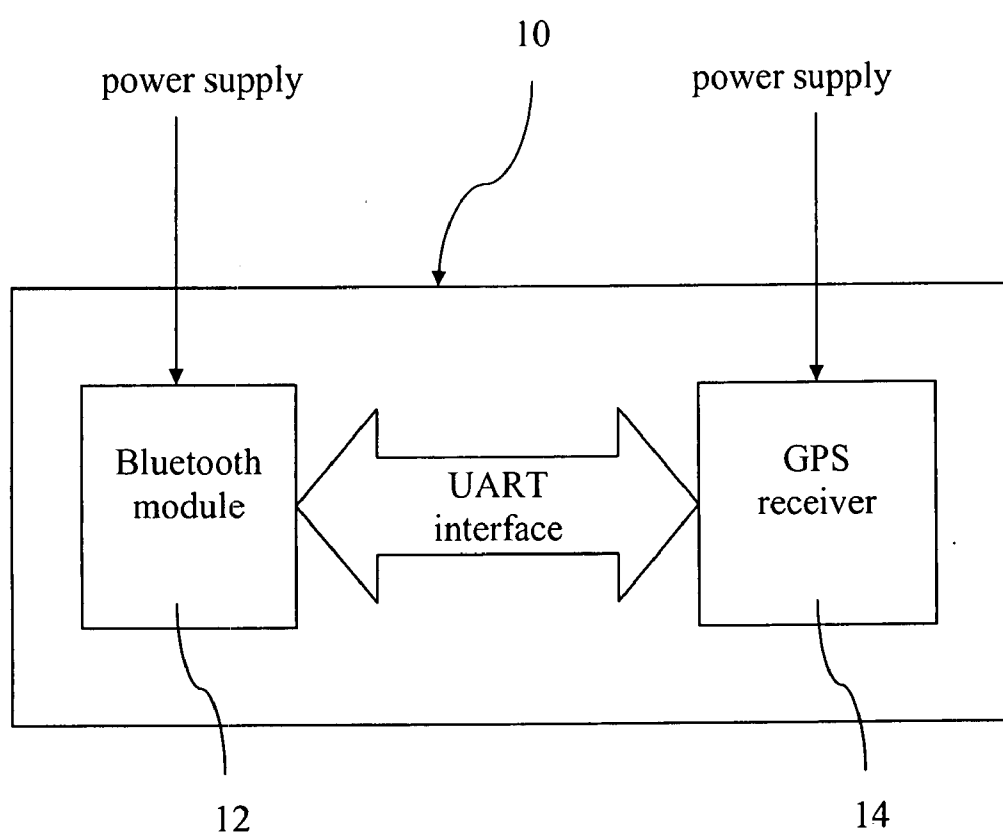 10
power supply
power supply
Bluetooth
module
UART
interface
GPS
receiver
12
14